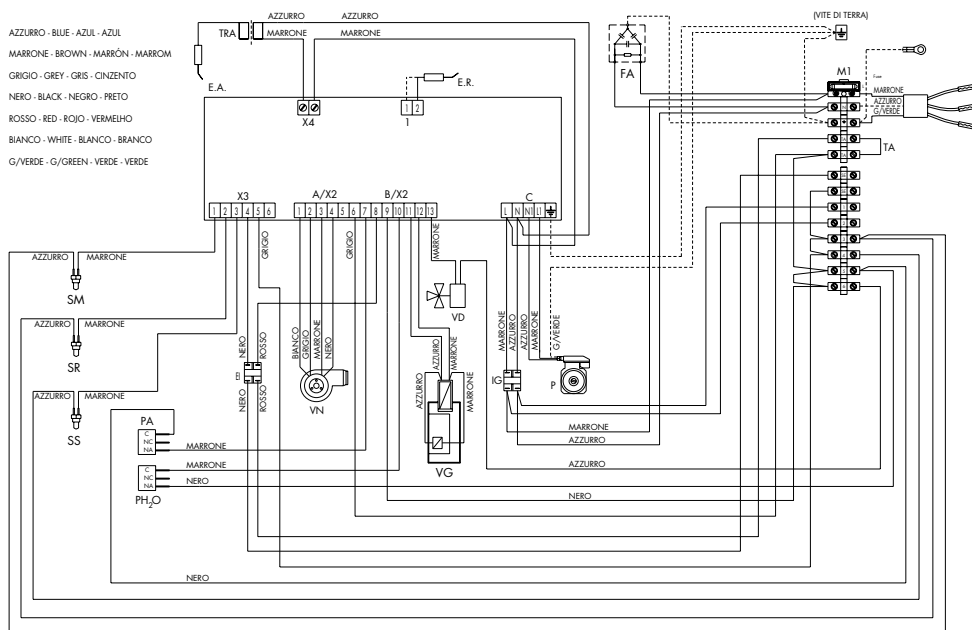 AZZURRO - BLUE - AZUL - AZUL
MARRONE - BROWN - MARRÓN - MARROM
GRIGIO - GREY - GRIS - CINZENTO
NERO - BLACK - NEGRO - PRETO
ROSSO - RED - ROJO - VERMELHO
BIANCO - WHITE - BLANCO - BRANCO
G/VERDE - G/GREEN - VERDE - VERDE
TRA
AZZURRO
AZZURRO
MARRONE
MARRONE
E.A.
E.R.
FA
(VITE DI TERRA)
M1
MARRONE
AZZURRO
G/VERDE
TA
X4
1 2
1
X3
1 2 3 4 5 6
A/X2
B/X2
1 2 3 4 5 6 7 8 9 10 11 12 13
C
L N N1 L1
GRIGIO
GRIGIO
MARRONE
AZZURRO
MARRONE
SM
AZZURRO
MARRONE
SR
AZZURRO
MARRONE
SS
NERO
ROSSO
NERO
ROSSO
BIANCO
GRIGIO
MARRONE
NERO
VN
VD
AZZURRO
MARRONE
AZZURRO
MARRONE
VG
MARRONE
AZZURRO
AZZURRO
MARRONE
G/VERDE
IG
P
PA
C
NC
NA
MARRONE
MARRONE
C
NC
NA
NERO
PH2O
MARRONE
AZZURRO
AZZURRO
NERO
NERO